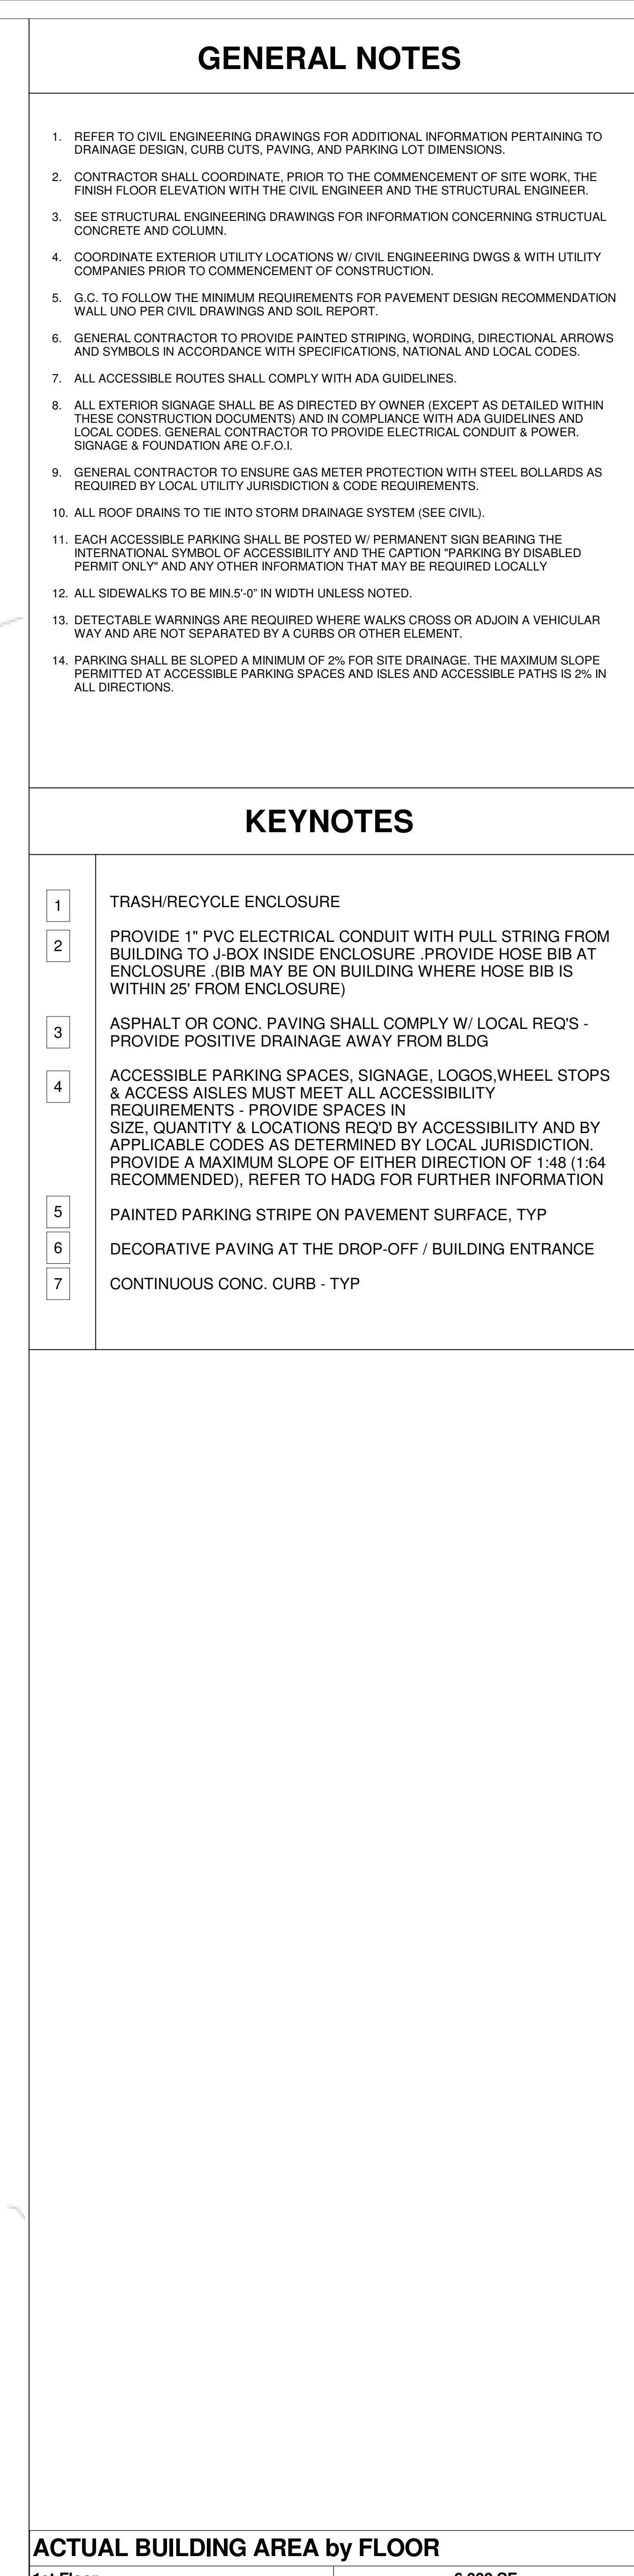 GENERAL NOTES
1. REFER TO CIVIL ENGINEERING DRAWINGS FOR ADDITIONAL INFORMATION PERTAINING TO
DRAINAGE DESIGN, CURB CUTS, PAVING, AND PARKING LOT DIMENSIONS.
2. CONTRACTOR SHALL COORDINATE, PRIOR TO THE COMMENCEMENT OF SITE WORK, THE
FINISH FLOOR ELEVATION WITH THE CIVIL ENGINEER AND THE STRUCTURAL ENGINEER.
3. SEE STRUCTURAL ENGINEERING DRAWINGS FOR INFORMATION CONCERNING STRUCTUAL
CONCRETE AND COLUMN.
4. COORDINATE EXTERIOR UTILITY LOCATIONS W/ CIVIL ENGINEERING DWGS & WITH UTILITY
COMPANIES PRIOR TO COMMENCEMENT OF CONSTRUCTION.
5. G.C. TO FOLLOW THE MINIMUM REQUIREMENTS FOR PAVEMENT DESIGN RECOMMENDATION
WALL UNO PER CIVIL DRAWINGS AND SOIL REPORT.
6. GENERAL CONTRACTOR TO PROVIDE PAINTED STRIPING, WORDING, DIRECTIONAL ARROWS
AND SYMBOLS IN ACCORDANCE WITH SPECIFICATIONS, NATIONAL AND LOCAL CODES.
7. ALL ACCESSIBLE ROUTES SHALL COMPLY WITH ADA GUIDELINES.
8. ALL EXTERIOR SIGNAGE SHALL BE AS DIRECTED BY OWNER (EXCEPT AS DETAILED WITHIN
THESE CONSTRUCTION DOCUMENTS) AND IN COMPLIANCE WITH ADA GUIDELINES AND
LOCAL CODES. GENERAL CONTRACTOR TO PROVIDE ELECTRICAL CONDUIT & POWER.
SIGNAGE & FOUNDATION ARE O.F.O.I.
9. GENERAL CONTRACTOR TO ENSURE GAS METER PROTECTION WITH STEEL BOLLARDS AS
REQUIRED BY LOCAL UTILITY JURISDICTION & CODE REQUIREMENTS.
10. ALL ROOF DRAINS TO TIE INTO STORM DRAINAGE SYSTEM (SEE CIVIL).
11. EACH ACCESSIBLE PARKING SHALL BE POSTED W/ PERMANENT SIGN BEARING THE
INTERNATIONAL SYMBOL OF ACCESSIBILITY AND THE CAPTION "PARKING BY DISABLED
PERMIT ONLY" AND ANY OTHER INFORMATION THAT MAY BE REQUIRED LOCALLY
12. ALL SIDEWALKS TO BE MIN.5'-0” IN WIDTH UNLESS NOTED.
13. DETECTABLE WARNINGS ARE REQUIRED WHERE WALKS CROSS OR ADJOIN A VEHICULAR
WAY AND ARE NOT SEPARATED BY A CURBS OR OTHER ELEMENT.
14. PARKING SHALL BE SLOPED A MINIMUM OF 2% FOR SITE DRAINAGE. THE MAXIMUM SLOPE
PERMITTED AT ACCESSIBLE PARKING SPACES AND ISLES AND ACCESSIBLE PATHS IS 2% IN
ALL DIRECTIONS.
KEYNOTES
1 TRASH/RECYCLE ENCLOSURE
2 PROVIDE 1" PVC ELECTRICAL CONDUIT WITH PULL STRING FROM
BUILDING TO J-BOX INSIDE ENCLOSURE .PROVIDE HOSE BIB AT
ENCLOSURE .(BIB MAY BE ON BUILDING WHERE HOSE BIB IS
WITHIN 25' FROM ENCLOSURE)
3 ASPHALT OR CONC. PAVING SHALL COMPLY W/ LOCAL REQ'S -
PROVIDE POSITIVE DRAINAGE AWAY FROM BLDG
4 ACCESSIBLE PARKING SPACES, SIGNAGE, LOGOS,WHEEL STOPS
& ACCESS AISLES MUST MEET ALL ACCESSIBILITY
REQUIREMENTS - PROVIDE SPACES IN
SIZE, QUANTITY & LOCATIONS REQ'D BY ACCESSIBILITY AND BY
APPLICABLE CODES AS DETERMINED BY LOCAL JURISDICTION.
PROVIDE A MAXIMUM SLOPE OF EITHER DIRECTION OF 1:48 (1:64
RECOMMENDED), REFER TO HADG FOR FURTHER INFORMATION
5 PAINTED PARKING STRIPE ON PAVEMENT SURFACE, TYP
6 DECORATIVE PAVING AT THE DROP-OFF / BUILDING ENTRANCE
7 CONTINUOUS CONC. CURB - TYP
ACTUAL BUILDING AREA by FLOOR
1st Floor